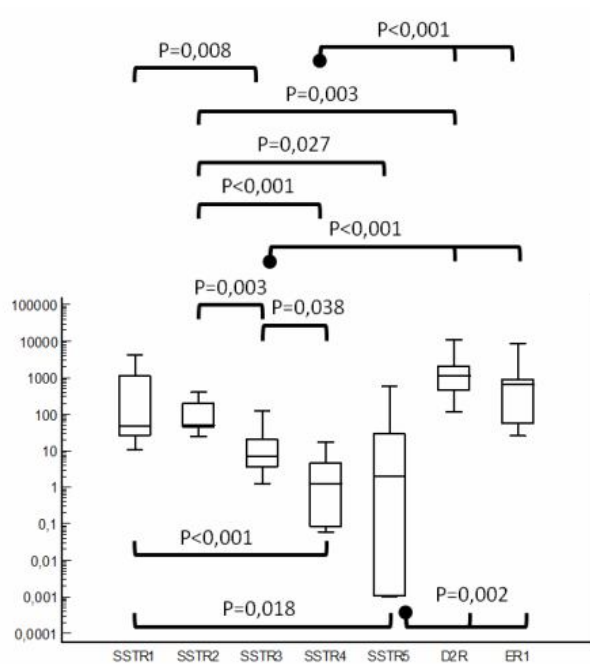 P<0,001
P=0,008
P=0,003
P=0,027
P<0,001
P<0,001
P=0,003
P=0,038
100000
10000
1000
100
10
1
0,1
0,01
0,001
0,0001
P<0,001
P=0,002
P=0,018
SSTR1 SSTR2 SSTR3 SSTR4 SSTR5 D2R ER1